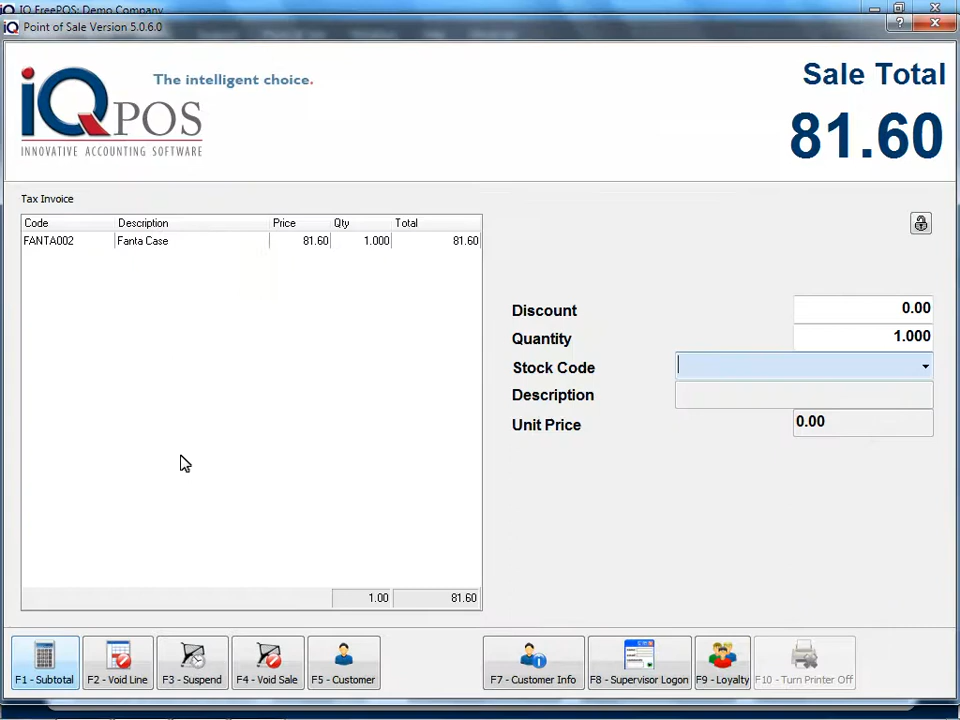 IQ FreePOS: Demo Company
Point of Sale Version 5.0.6.0
?
The intelligent choice.
iQPOS
INNOVATIVE ACCOUNTING SOFTWARE
Sale Total
81.60
Tax Invoice
Code Description Price Qty Total
FANTA002 Fanta Case 81.60 1.000 81.60
Discount 0.00
Quantity 1.000
Stock Code
Description
Unit Price 0.00
1.00 81.60
F1 - Subtotal F2 - Void Line F3 - Suspend F4 - Void Sale F5 - Customer F7 - Customer Info F8 - Supervisor Logon F9 - Loyalty F10 - Turn Printer Off